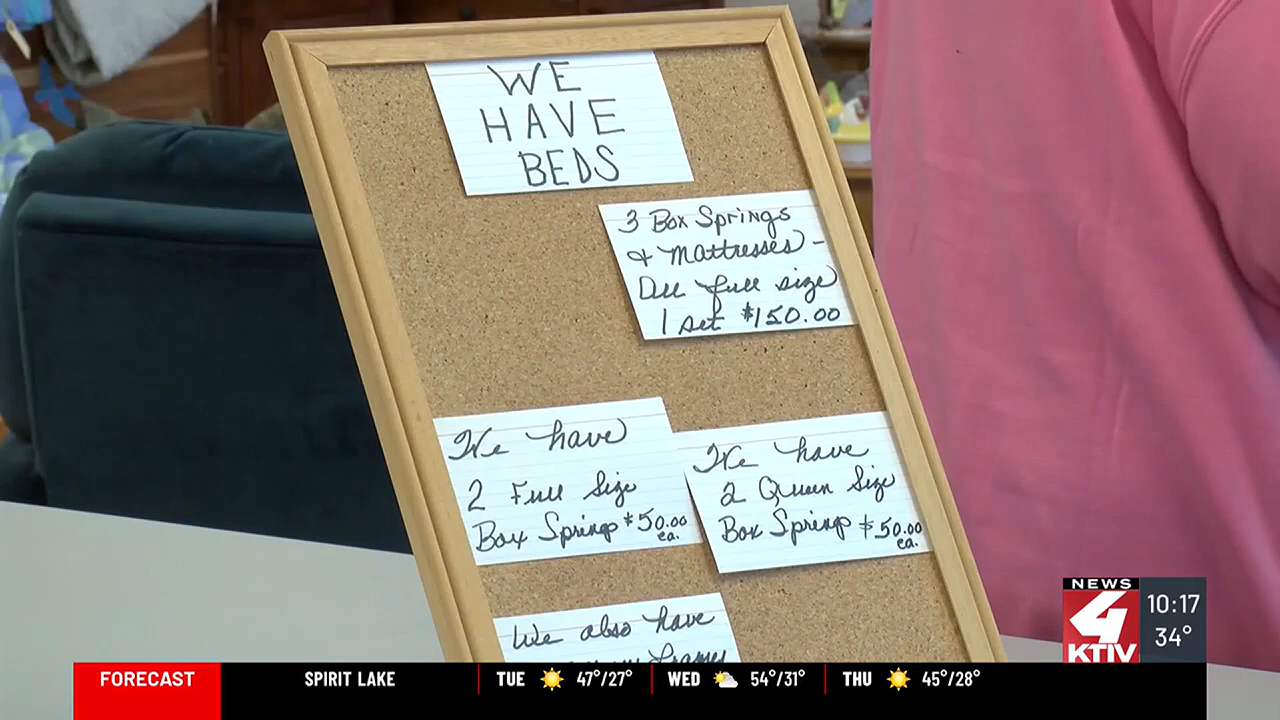 WE
HAVE
BEDS
3 Box Springs
& Mattresses -
All full size
1 set $150.00
We have
2 Full Size
Box Springs $50.00
ea.
We have
2 Queen Size
Box Springs $50.00
ea.
We also have
frames
NEWS
4
KTIV
10:17
34°
FORECAST SPIRIT LAKE TUE 47°/27° WED 54°/31° THU 45°/28°